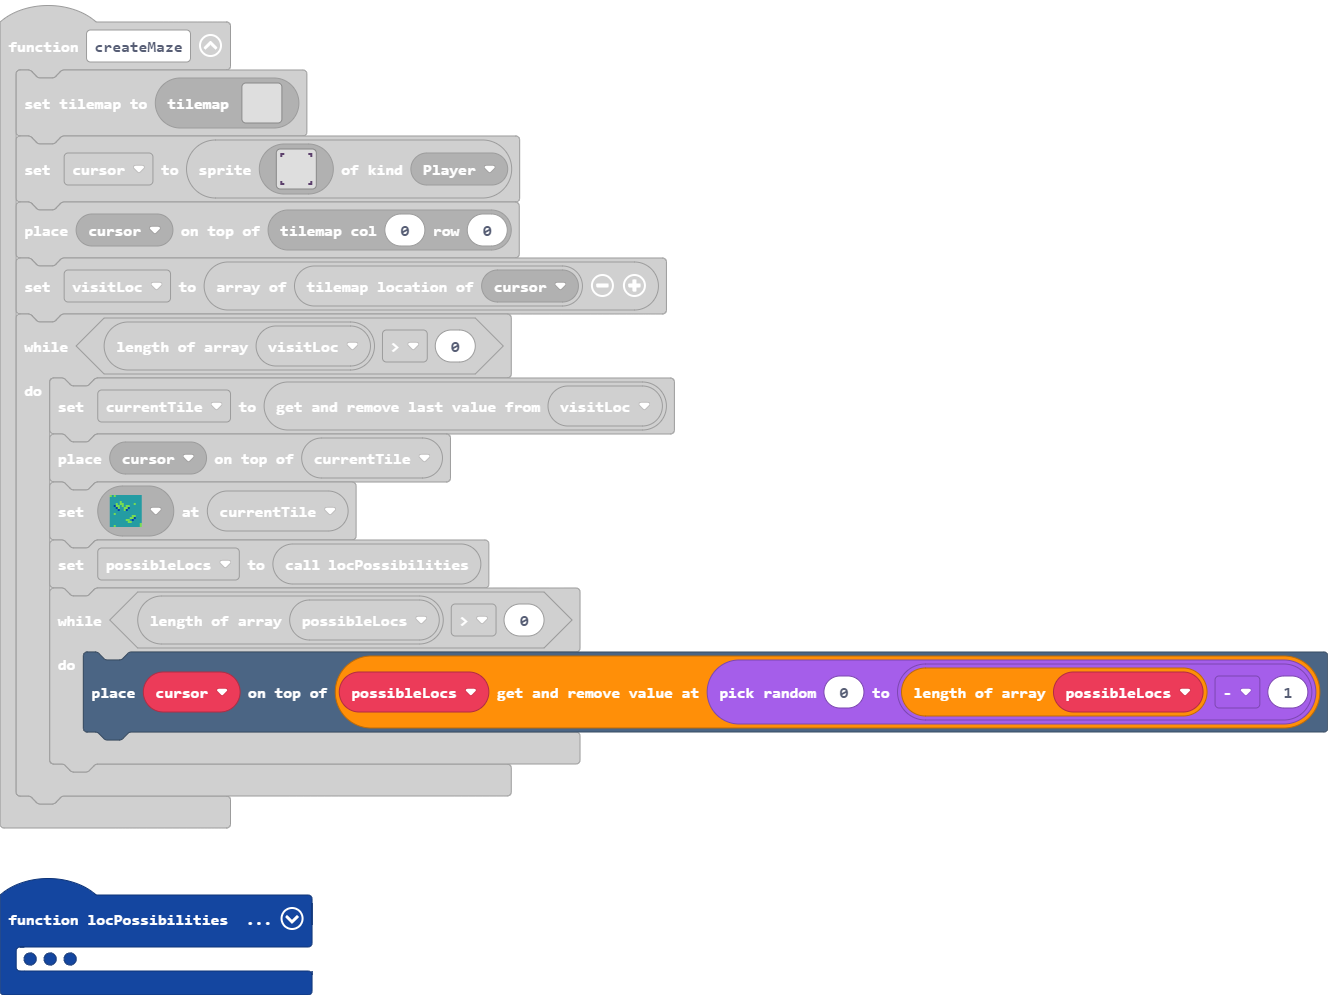 function createMaze
set tilemap to tilemap
set cursor to sprite of kind Player
place cursor on top of tilemap col 0 row 0
set visitLoc to array of tilemap location of cursor
while length of array visitLoc > 0
do
set currentTile to get and remove last value from visitLoc
place cursor on top of currentTile
set at currentTile
set possibleLocs to call locPossibilities
while length of array possibleLocs > 0
do
place cursor on top of possibleLocs get and remove value at pick random 0 to length of array possibleLocs - 1
function locPossibilities ...